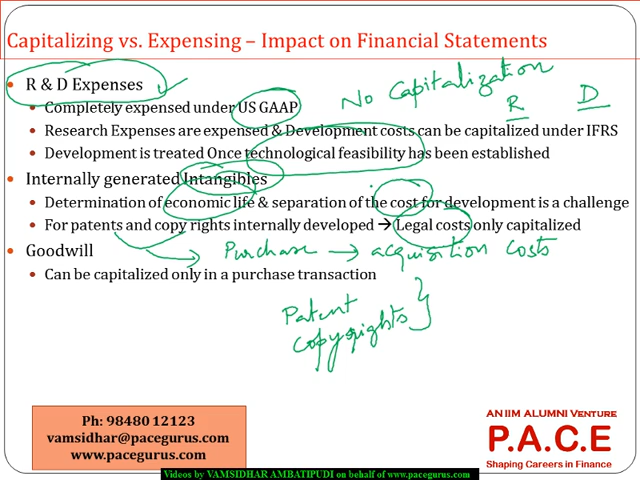 Capitalizing vs. Expensing – Impact on Financial Statements
• R & D Expenses
No Capitalization
R D
• Completely expensed under US GAAP
• Research Expenses are expensed & Development costs can be capitalized under IFRS
• Development is treated Once technological feasibility has been established
• Internally generated Intangibles
• Determination of economic life & separation of the cost for development is a challenge
• For patents and copy rights internally developed → Legal costs only capitalized
• Goodwill
Purchase → acquisition costs
• Can be capitalized only in a purchase transaction
Patent
Copyrights
Ph: 98480 12123
vamsidhar@pacegurus.com
www.pacegurus.com
AN IIM ALUMNI VENTURE
P.A.C.E
Shaping Careers in Finance
Videos by VAMSIDHAR AMBATIPUDI on behalf of www.pacegurus.com